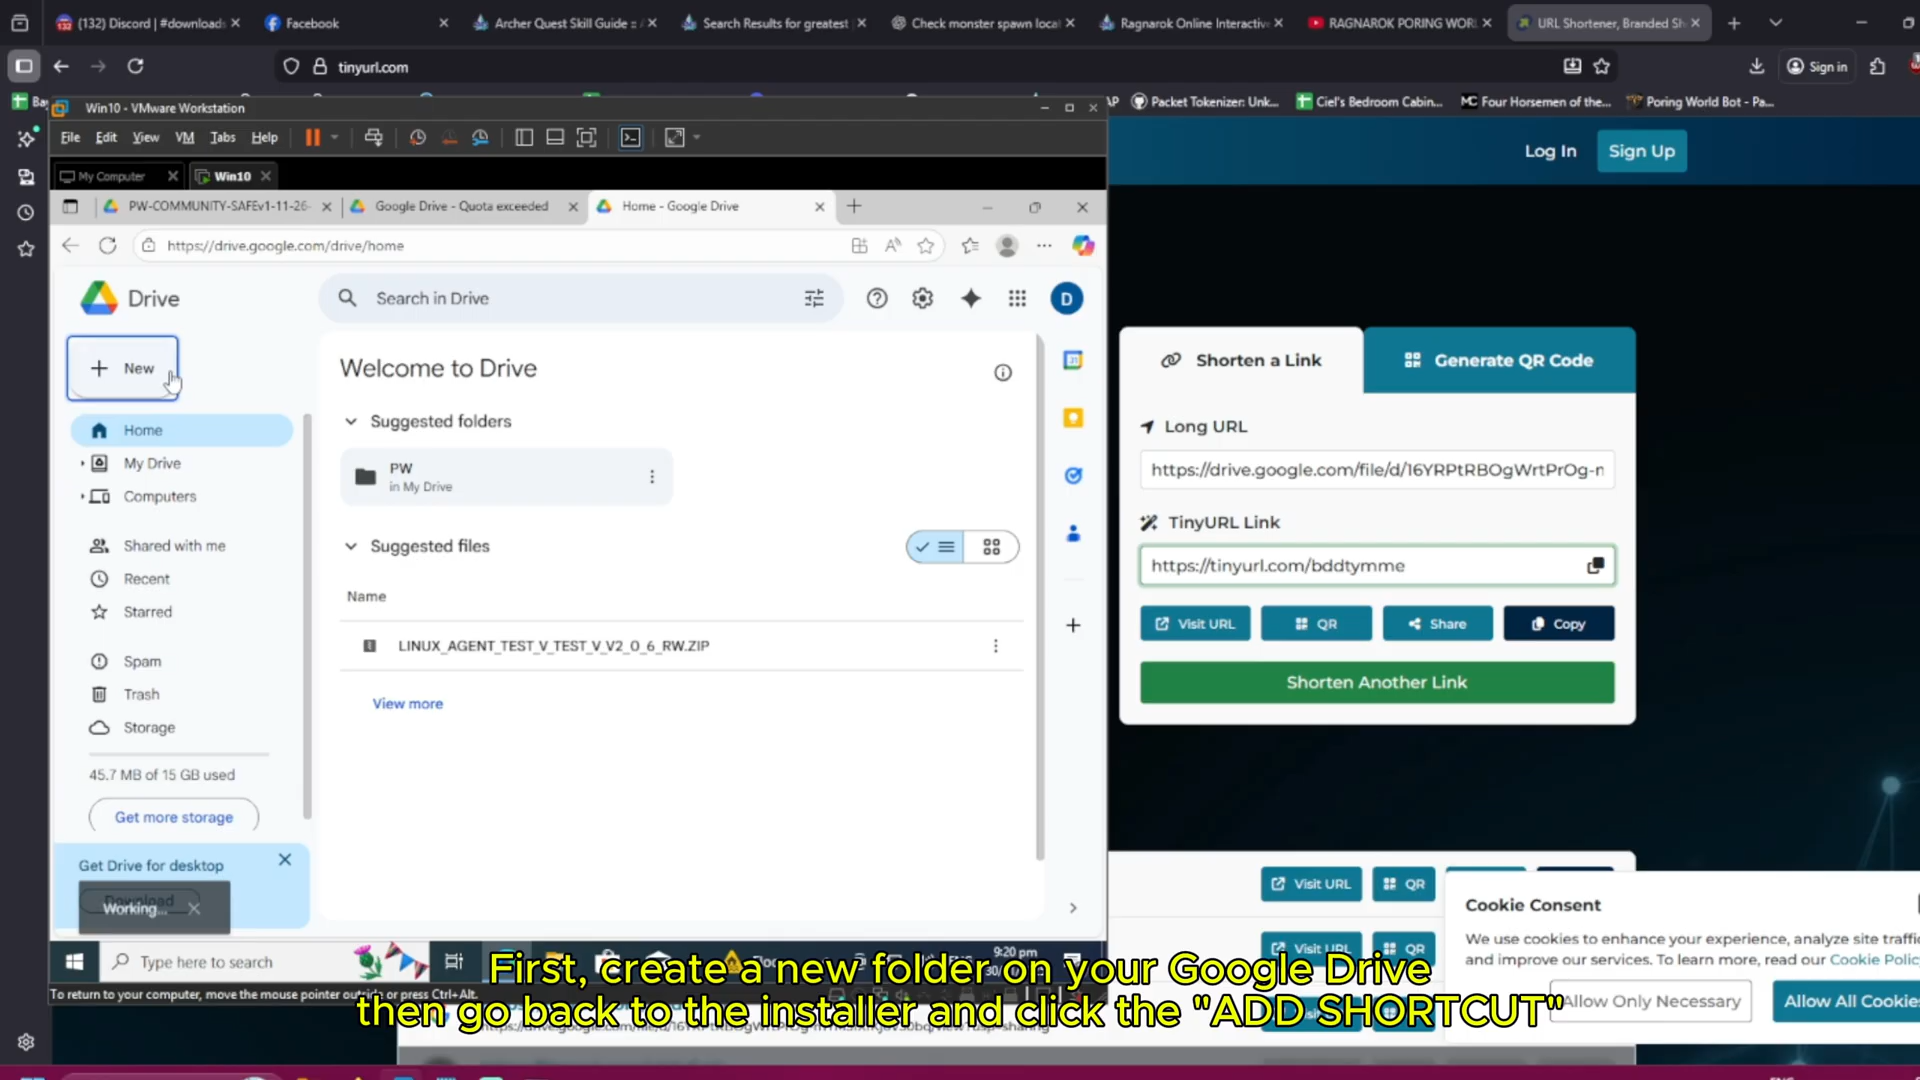 (132) Discord | #downloads
Facebook
Archer Quest Skill Guide ::
Search Results for greatest
Check monster spawn loca
Ragnarok Online Interactiv
RAGNAROK PORING WORL
URL Shortener, Branded Sh
tinyurl.com
Sign in
Packet Tokenizer: Unk...
Ciel's Bedroom Cabin...
Four Horsemen of the...
Poring World Bot - Pa...
Win10 - VMware Workstation
File Edit View VM Tabs Help
My Computer
Win10
PW-COMMUNITY-SAFEv1-11-26-
Google Drive - Quota exceeded
Home - Google Drive
https://drive.google.com/drive/home
Drive
Search in Drive
D
New
Home
My Drive
Computers
Shared with me
Recent
Starred
Spam
Trash
Storage
45.7 MB of 15 GB used
Get more storage
Get Drive for desktop
Download
Working...
Welcome to Drive
Suggested folders
PW
in My Drive
Suggested files
Name
LINUX_AGENT_TEST_V_TEST_V_V2_0_6_RW.ZIP
View more
Type here to search
9:20 pm
To return to your computer, move the mouse pointer outside or press Ctrl+Alt.
Log In
Sign Up
Shorten a Link
Generate QR Code
Long URL
https://drive.google.com/file/d/16YRPtRBOgWrtPrOg-r
TinyURL Link
https://tinyurl.com/bddtymme
Visit URL
QR
Share
Copy
Shorten Another Link
Visit URL
QR
Visit URL
QR
Cookie Consent
We use cookies to enhance your experience, analyze site traffic
and improve our services. To learn more, read our Cookie Policy
Allow Only Necessary
Allow All Cookies
First, create a new folder on your Google Drive
then go back to the installer and click the "ADD SHORTCUT"